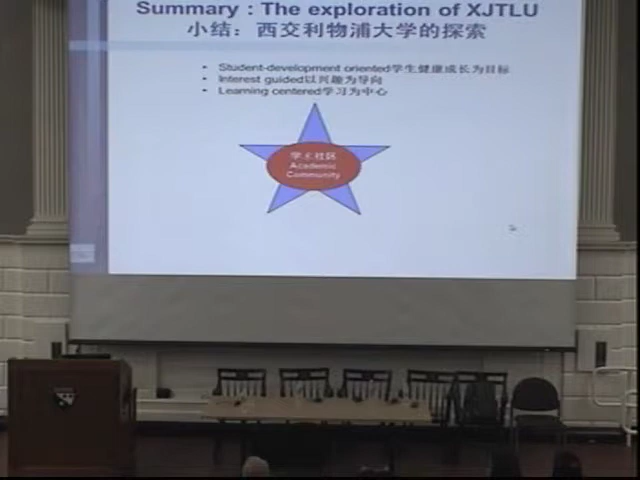 Summary : The exploration of XJTLU
小结：西交利物浦大学的探索
• Student-development oriented学生健康成长为目标
• Interest guided以兴趣为导向
• Learning centered学习为中心
学术社区
Academic
Community